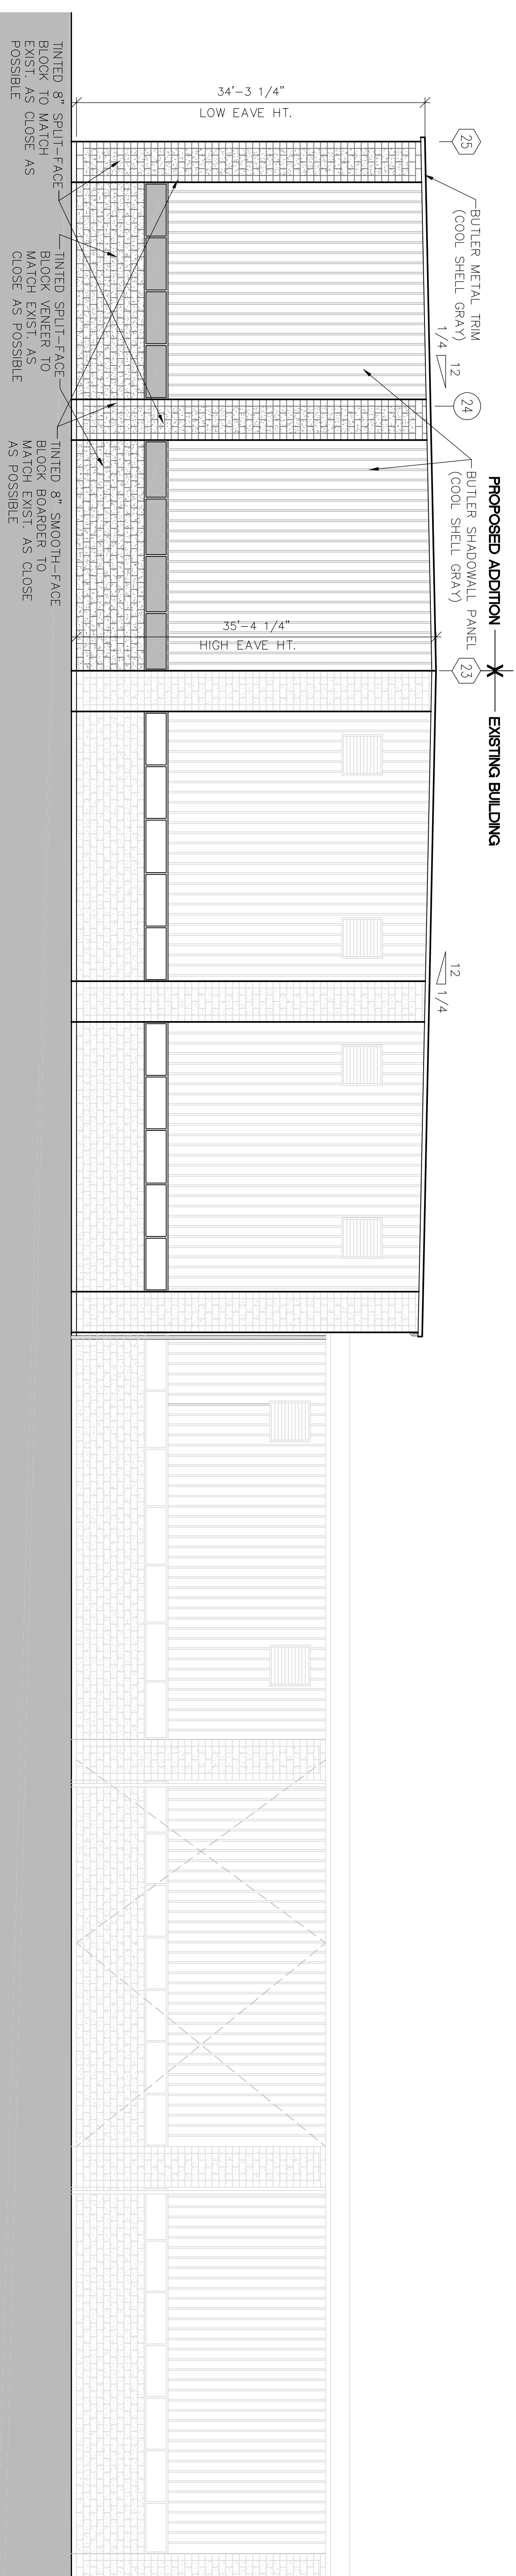 PROPOSED ADDITION
EXISTING BUILDING
25
24
23
BUTLER METAL TRIM
(COOL SHELL GRAY)
BUTLER SHADOWALL PANEL
(COOL SHELL GRAY)
12
1/4
12
1/4
34'-3 1/4"
LOW EAVE HT.
35'-4 1/4"
HIGH EAVE HT.
TINTED 8" SPLIT-FACE
BLOCK TO MATCH
EXIST. AS CLOSE AS
POSSIBLE
TINTED SPLIT-FACE
BLOCK VENEER TO
MATCH EXIST. AS
CLOSE AS POSSIBLE
TINTED 8" SMOOTH-FACE
BLOCK BOARDER TO
MATCH EXIST. AS CLOSE
AS POSSIBLE